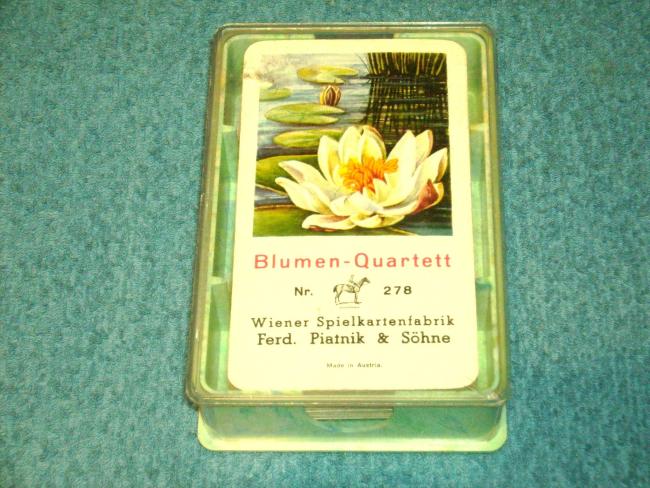 Blumen-Quartett
Nr. 278
Wiener Spielkartenfabrik
Ferd. Piatnik & Söhne
Made in Austria.